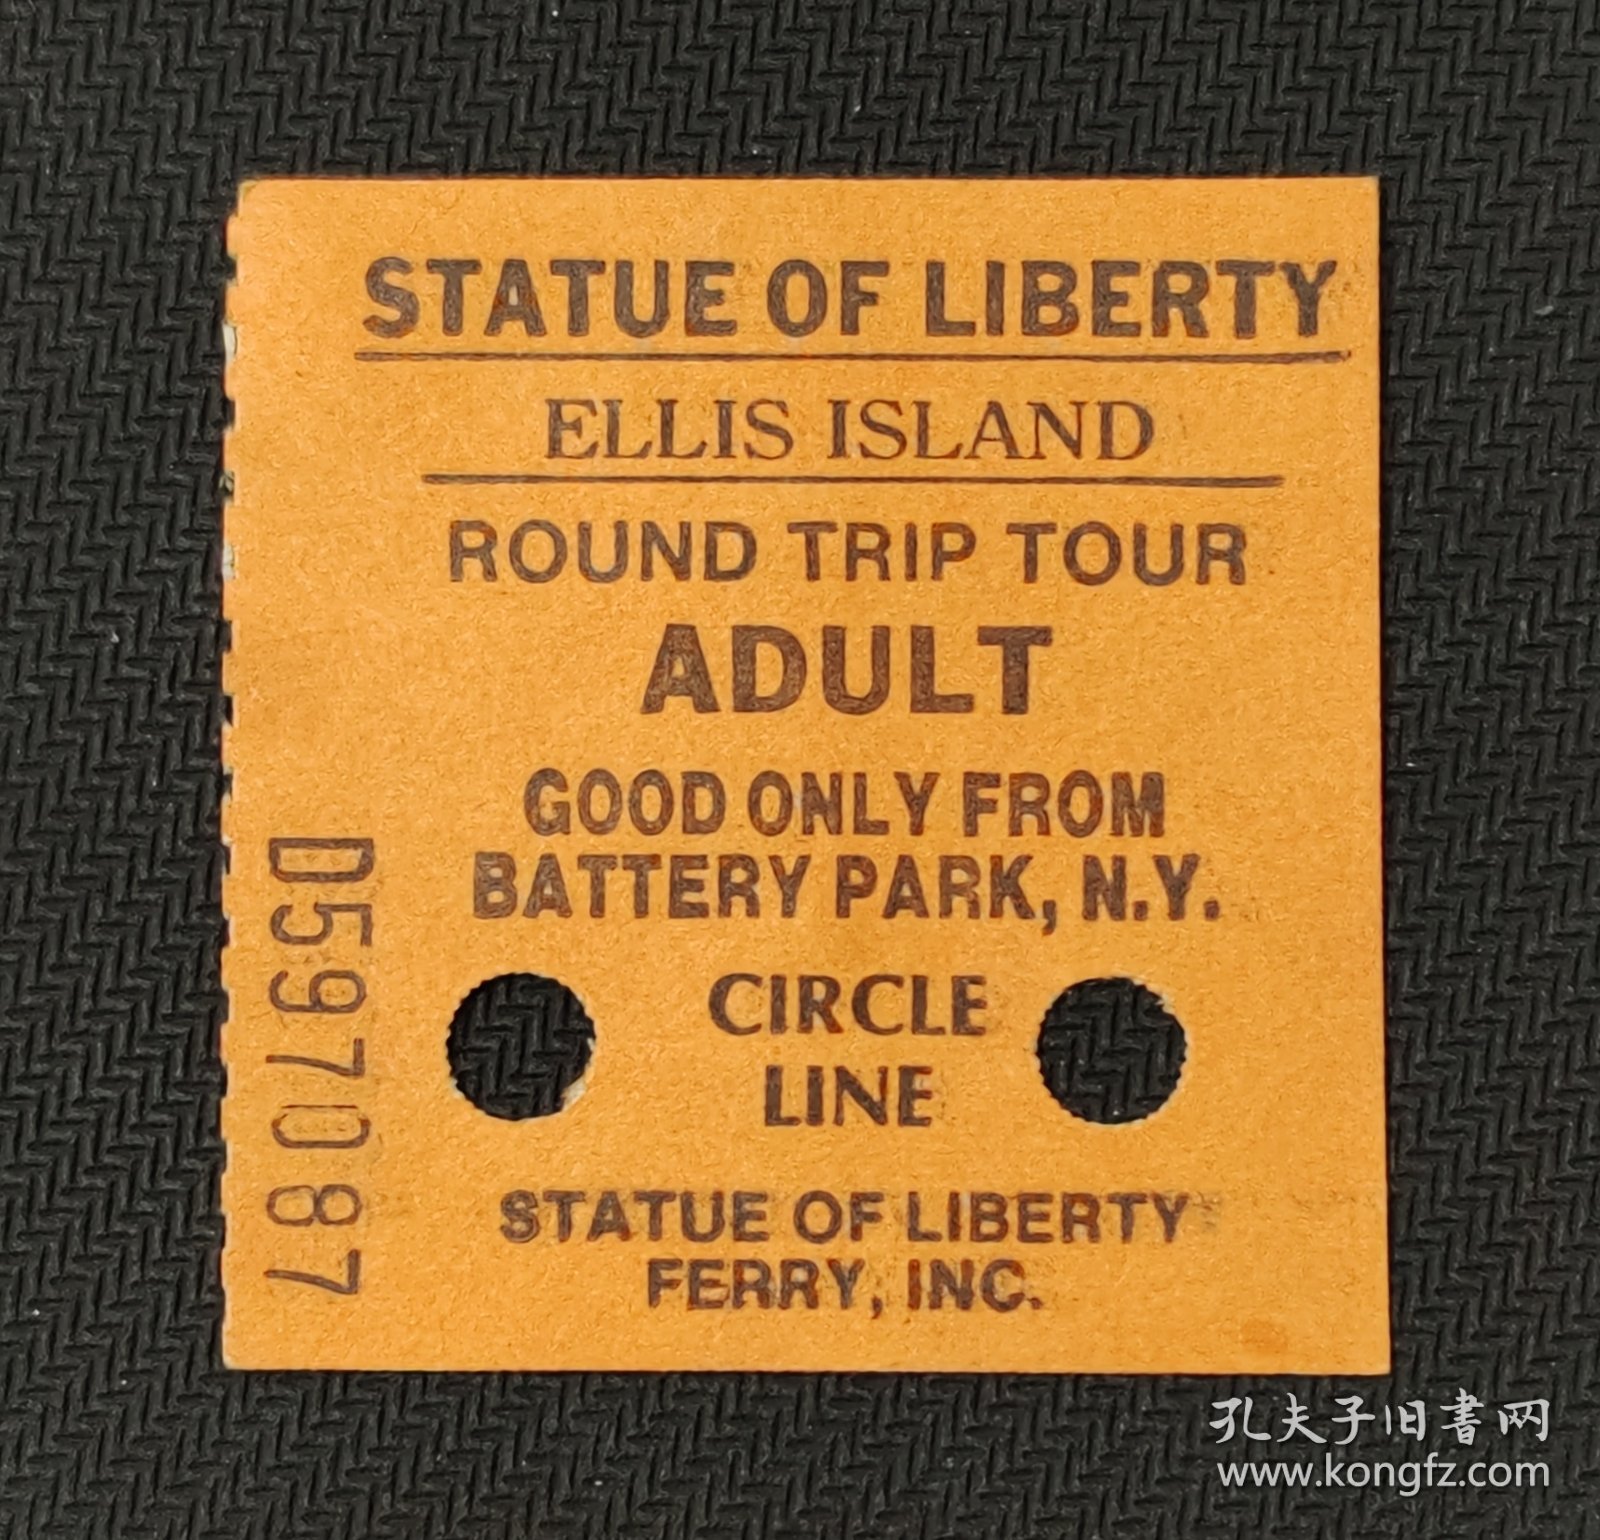 STATUE OF LIBERTY
ELLIS ISLAND
ROUND TRIP TOUR
ADULT
GOOD ONLY FROM
BATTERY PARK, N.Y.
CIRCLE
LINE
STATUE OF LIBERTY
FERRY, INC.
D597087
孔夫子旧書网
www.kongfz.com